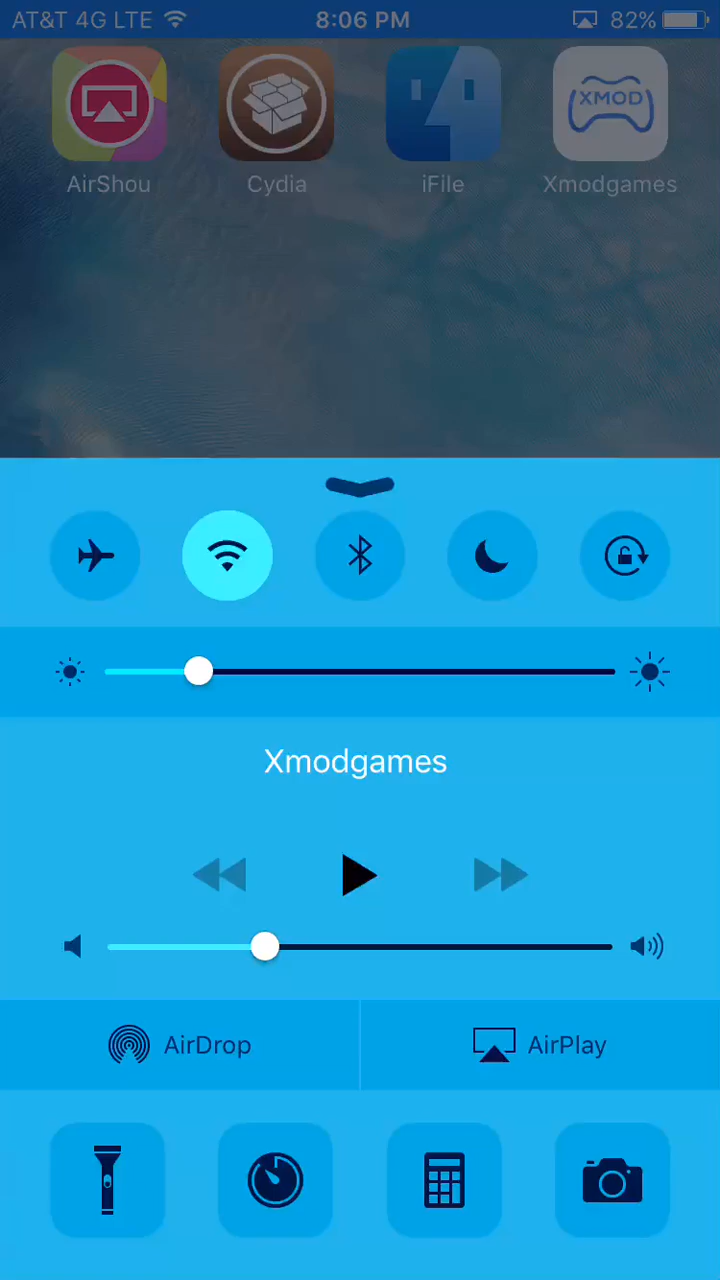 AT&T 4G LTE 8:06 PM 82%
XMOD
AirShou Cydia iFile Xmodgames
Xmodgames
AirDrop AirPlay